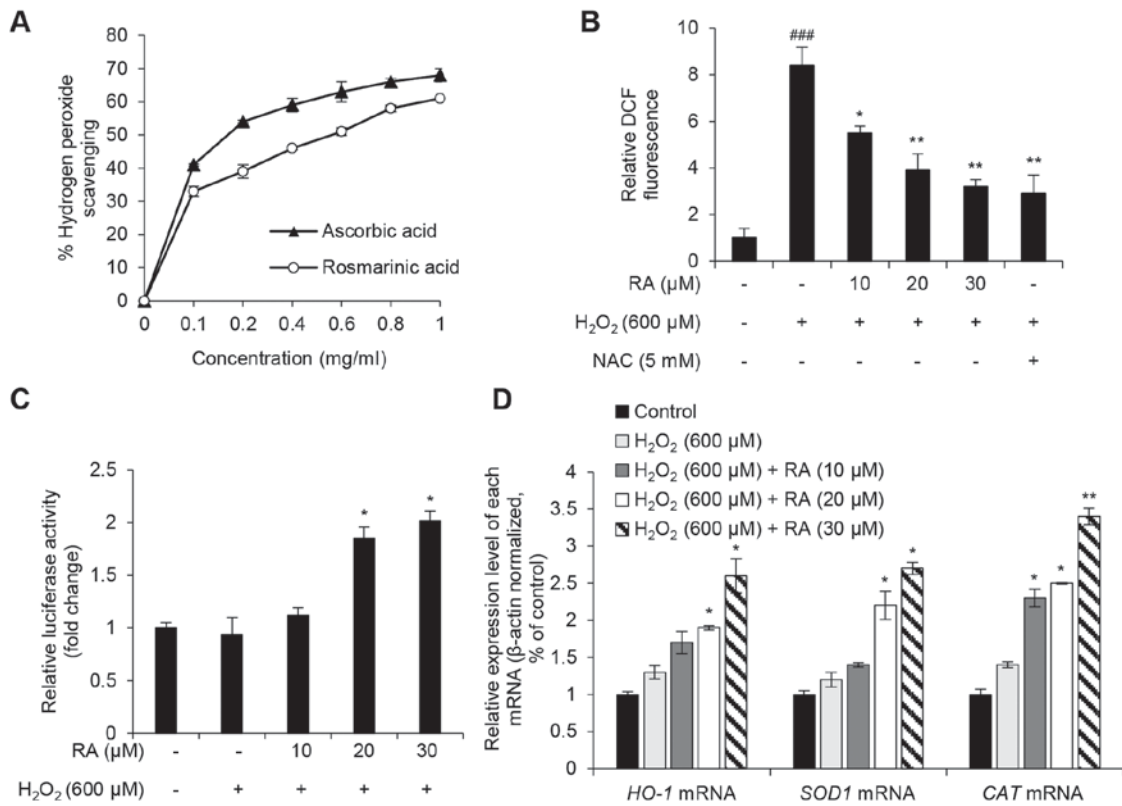 A
% Hydrogen peroxide
scavenging
80
70
60
50
40
30
20
10
0
Ascorbic acid
Rosmarinic acid
0 0.1 0.2 0.4 0.6 0.8 1
Concentration (mg/ml)
B
Relative DCF
fluorescence
10
8
6
4
2
0
###
*
**
**
**
RA (µM) - - 10 20 30 -
H₂O₂ (600 µM) - + + + + +
NAC (5 mM) - - - - - +
C
Relative luciferase activity
(fold change)
2.5
2
1.5
1
0.5
0
* *
RA (µM) - - 10 20 30
H₂O₂ (600 µM) - + + + +
D
Control
H₂O₂ (600 µM)
H₂O₂ (600 µM) + RA (10 µM)
H₂O₂ (600 µM) + RA (20 µM)
H₂O₂ (600 µM) + RA (30 µM)
Relative expression level of each
mRNA (β-actin normalized,
% of control)
4
3.5
3
2.5
2
1.5
1
0.5
0
* *
* *
* * **
HO-1 mRNA SOD1 mRNA CAT mRNA